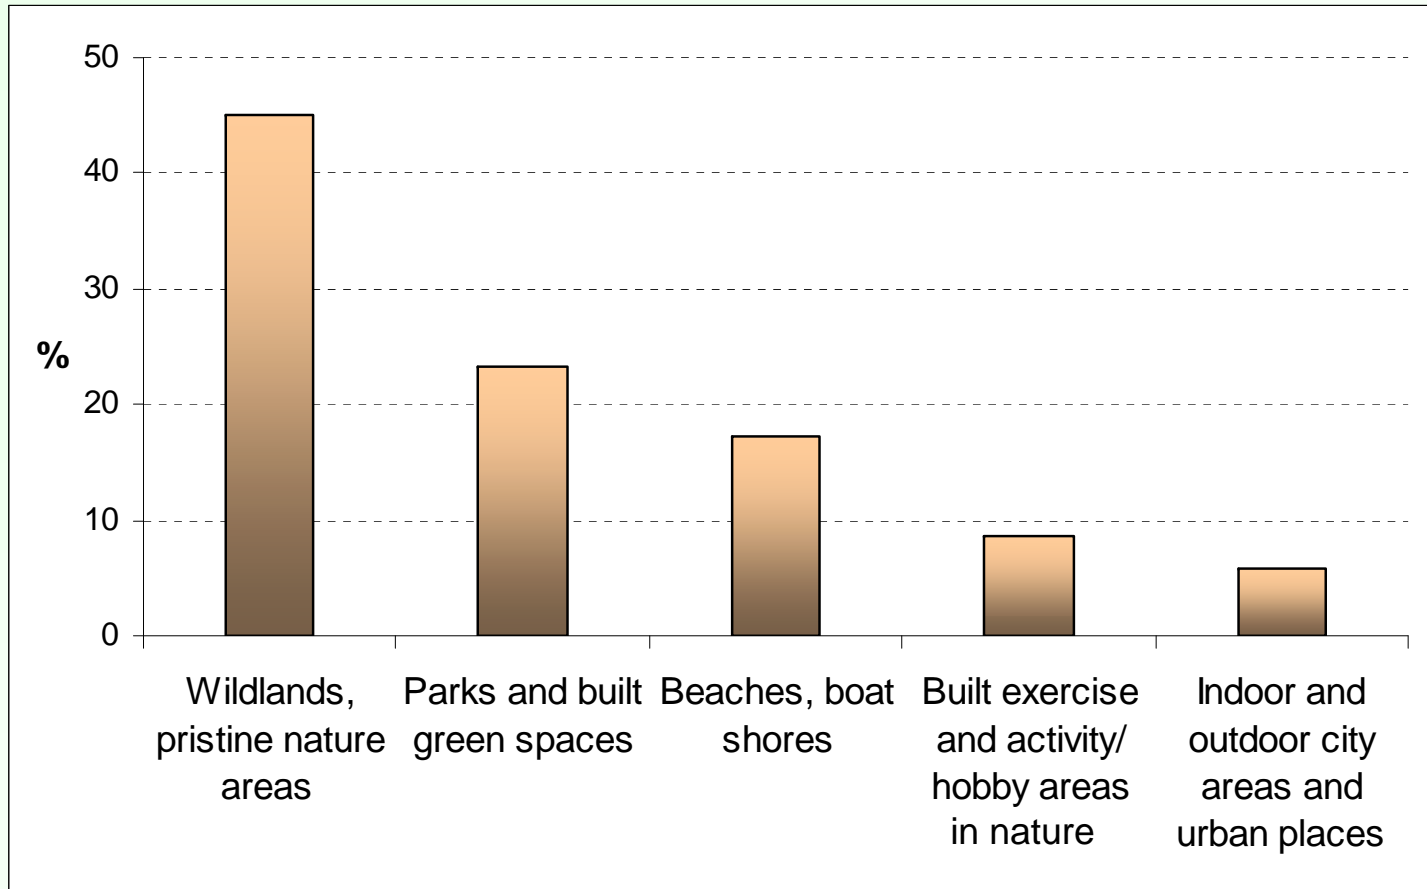 50
40
30
%
20
10
0
Wildlands,
pristine nature
areas
Parks and built
green spaces
Beaches, boat
shores
Built exercise
and activity/
hobby areas
in nature
Indoor and
outdoor city
areas and
urban places